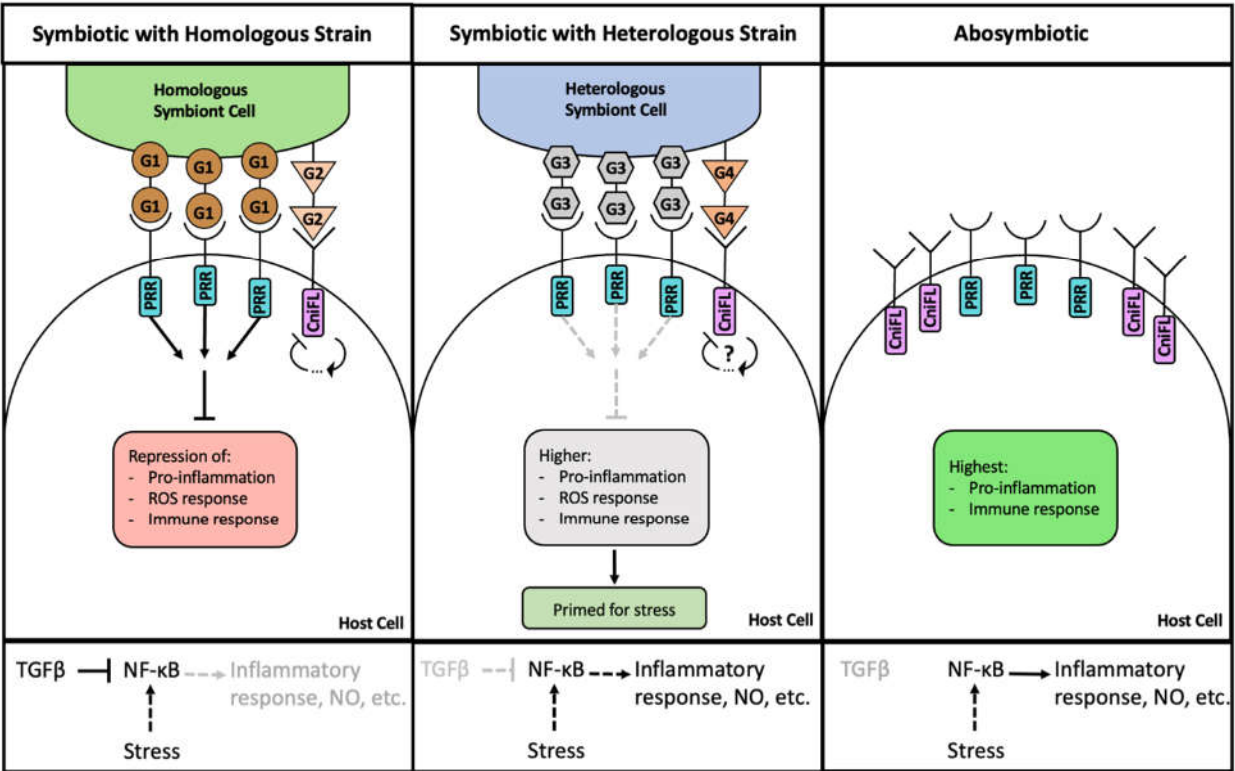 Symbiotic with Homologous Strain
Homologous
Symbiont Cell
G1
G1
G1
G2
G1
G1
G1
G2
PRR
PRR
PRR
CniFL
...
Repression of:
- Pro-inflammation
- ROS response
- Immune response
Host Cell
TGFβ
NF-κB
Inflammatory
response, NO, etc.
Stress
Symbiotic with Heterologous Strain
Heterologous
Symbiont Cell
G3
G3
G3
G4
G3
G3
G3
G4
PRR
PRR
PRR
CniFL
?
...
Higher:
- Pro-inflammation
- ROS response
- Immune response
Primed for stress
Host Cell
TGFβ
NF-κB
Inflammatory
response, NO, etc.
Stress
Abosymbiotic
CniFL
CniFL
PRR
PRR
PRR
CniFL
CniFL
Highest:
- Pro-inflammation
- Immune response
Host Cell
TGFβ
NF-κB
Inflammatory
response, NO, etc.
Stress